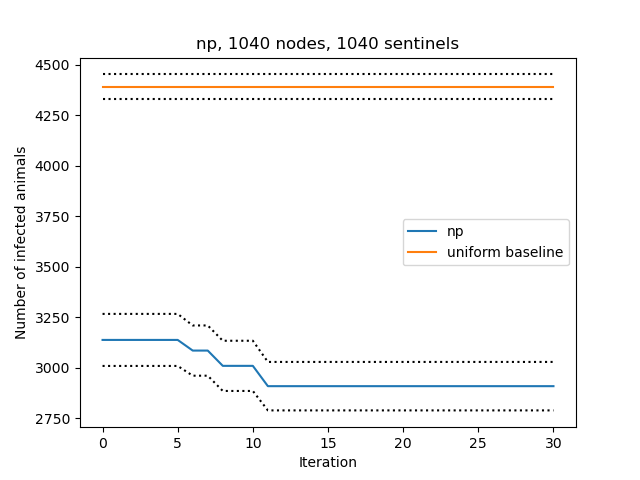 np, 1040 nodes, 1040 sentinels
4500
4250
4000
3750
3500
3250
3000
2750
Number of infected animals
np
uniform baseline
0 5 10 15 20 25 30
Iteration